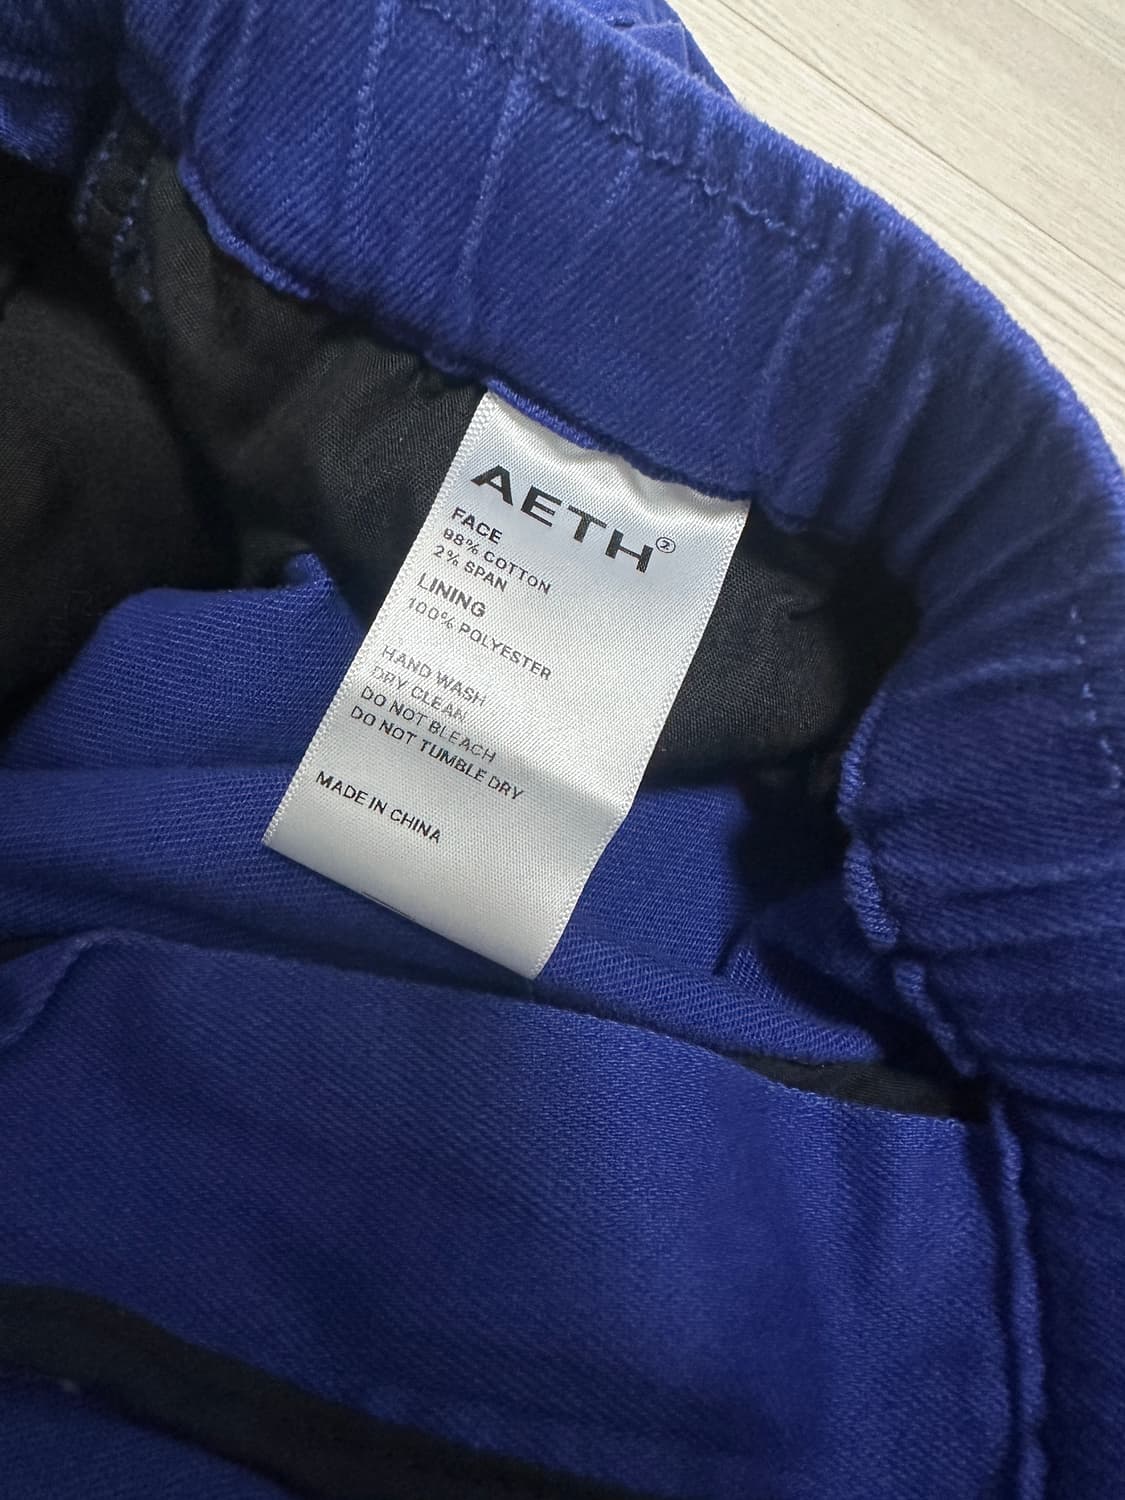 AETH②
FACE
98% COTTON
2% SPAN
LINING
100% POLYESTER
HAND WASH
DRY CLEAN
DO NOT BLEACH
DO NOT TUMBLE DRY
MADE IN CHINA